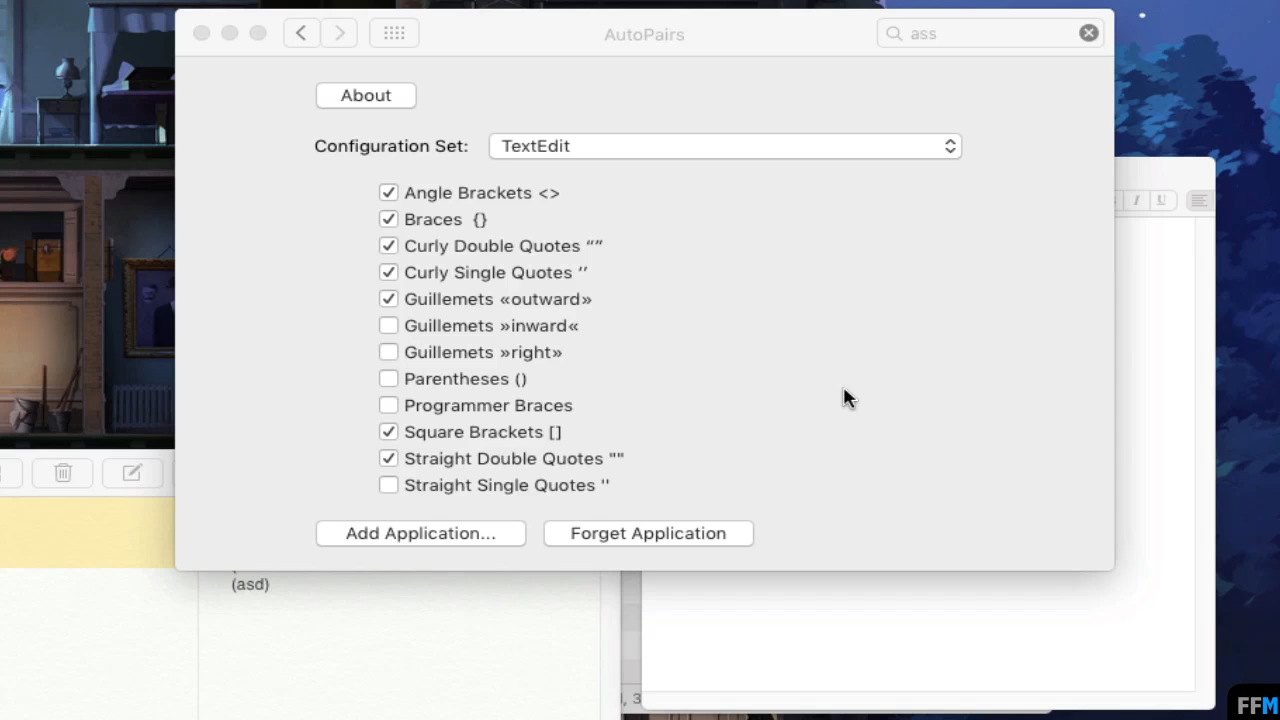 AutoPairs
ass
About
Configuration Set:
TextEdit
Angle Brackets <>
Braces {}
Curly Double Quotes “”
Curly Single Quotes ‘’
Guillemets «outward»
Guillemets »inward«
Guillemets »right»
Parentheses ()
Programmer Braces
Square Brackets []
Straight Double Quotes ""
Straight Single Quotes ''
Add Application...
Forget Application
I
U
(asd)
, 3
FFM